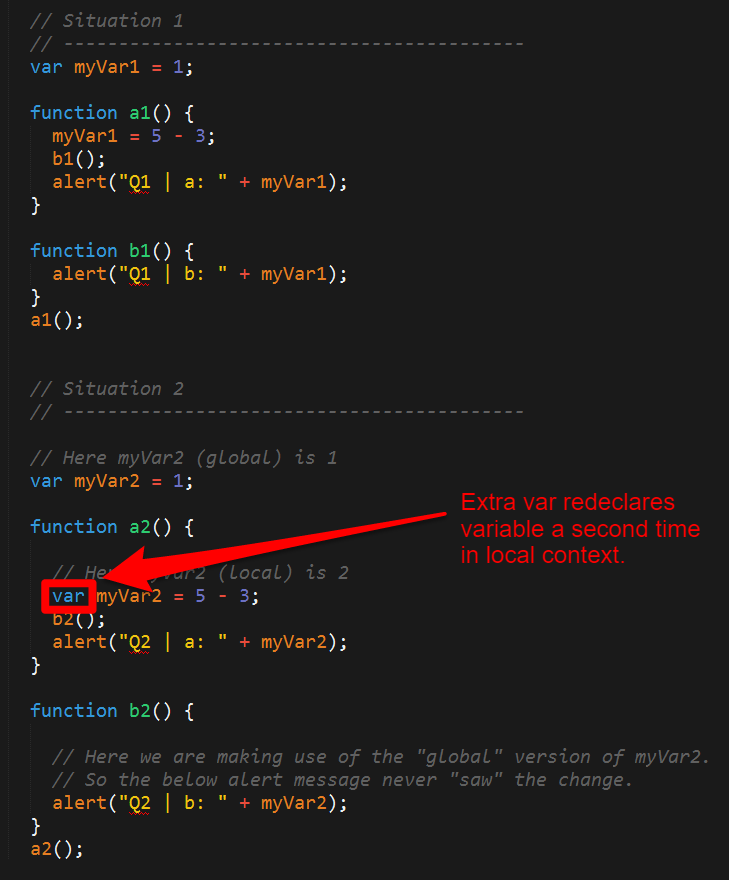 // Situation 1
// ------------------------------------------
var myVar1 = 1;
function a1() {
myVar1 = 5 - 3;
b1();
alert("Q1 | a: " + myVar1);
}
function b1() {
alert("Q1 | b: " + myVar1);
}
a1();
// Situation 2
// ------------------------------------------
// Here myVar2 (global) is 1
var myVar2 = 1;
Extra var redeclares
variable a second time
in local context.
function a2() {
// He Var2 (local) is 2
var myVar2 = 5 - 3;
b2();
alert("Q2 | a: " + myVar2);
}
function b2() {
// Here we are making use of the "global" version of myVar2.
// So the below alert message never "saw" the change.
alert("Q2 | b: " + myVar2);
}
a2();